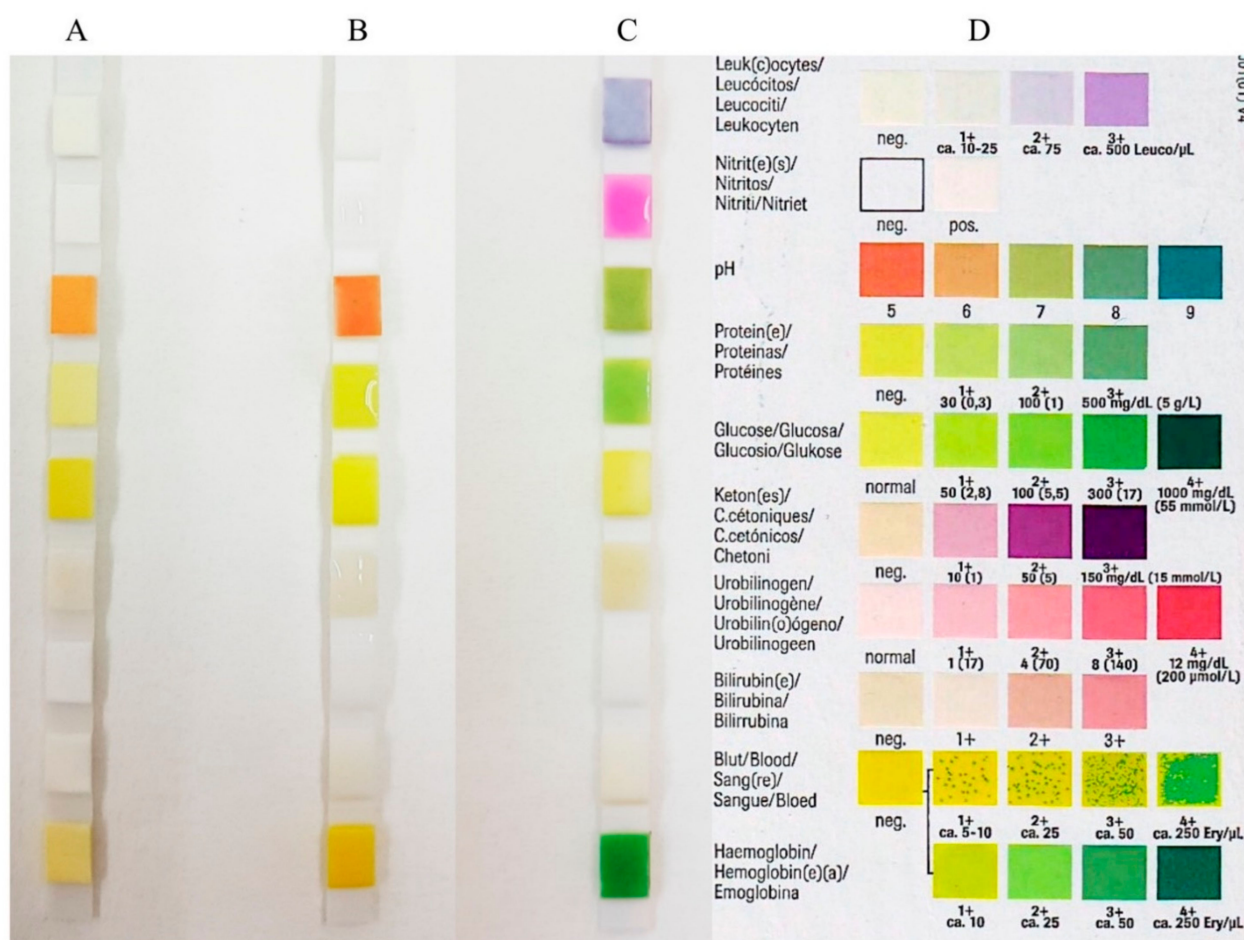 A B C D
Leuk(c)ocytes/
Leucócitos/
Leucociti/
Leukocyten
neg. 1+ 2+ 3+
ca. 10-25 ca. 75 ca. 500 Leuco/µL
Nitrit(e)(s)/
Nitritos/
Nitriti/Nitriet
neg. pos.
pH
5 6 7 8 9
Protein(e)/
Proteinas/
Protéines
neg. 1+ 2+ 3+
30 (0,3) 100 (1) 500 mg/dL (5 g/L)
Glucose/Glucosa/
Glucosio/Glukose
normal 1+ 2+ 3+ 4+
50 (2,8) 100 (5,5) 300 (17) 1000 mg/dL
(55 mmol/L)
Keton(es)/
C.cétoniques/
C.cetónicos/
Chetoni
neg. 1+ 2+ 3+
10 (1) 50 (5) 150 mg/dL (15 mmol/L)
Urobilinogen/
Urobilinogène/
Urobilin(o)ógeno/
Urobilinogeen
normal 1+ 2+ 3+ 4+
1 (17) 4 (70) 8 (140) 12 mg/dL
(200 µmol/L)
Bilirubin(e)/
Bilirubina/
Bilirrubina
neg. 1+ 2+ 3+
Blut/Blood/
Sang(re)/
Sangue/Bloed
neg. 1+ 2+ 3+ 4+
ca. 5-10 ca. 25 ca. 50 ca. 250 Ery/µL
Haemoglobin/
Hemoglobin(e)(a)/
Emoglobina
1+ 2+ 3+ 4+
ca. 10 ca. 25 ca. 50 ca. 250 Ery/µL